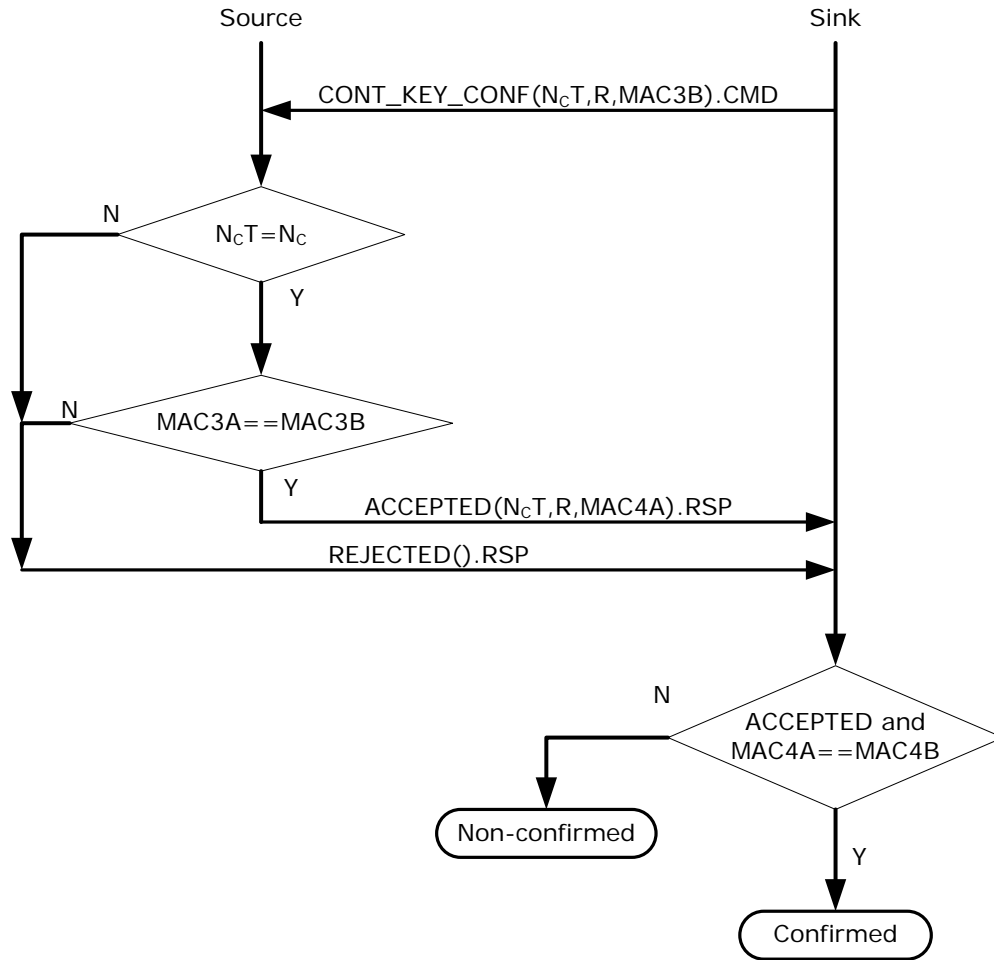 Source
Sink
CONT_KEY_CONF(NCT,R,MAC3B).CMD
N
NCT=NC
Y
N
MAC3A==MAC3B
Y
ACCEPTED(NCT,R,MAC4A).RSP
REJECTED().RSP
N
ACCEPTED and
MAC4A==MAC4B
Non-confirmed
Y
Confirmed